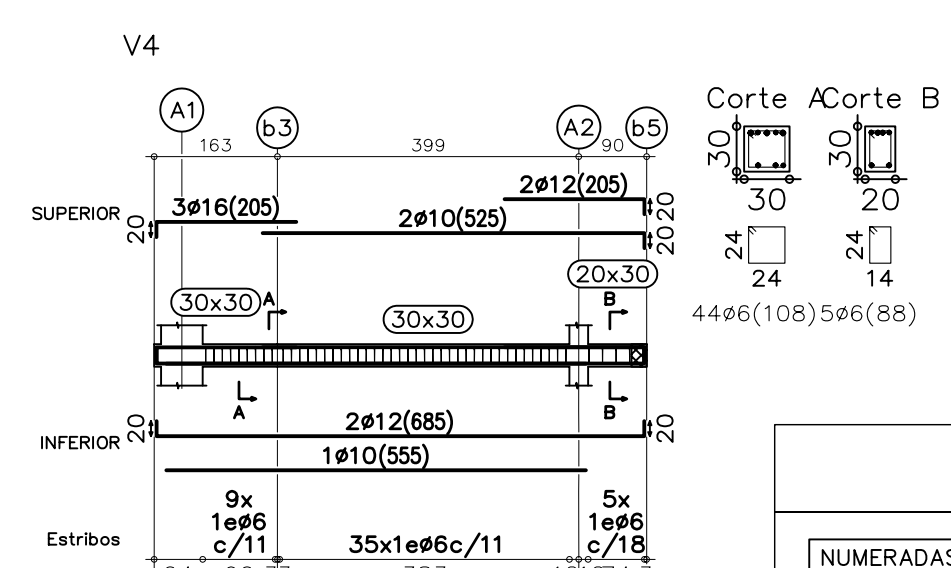 V4
A1
b3
A2
b5
Corte A
Corte B
163
399
90
30
30
30
20
2ø12(205)
20
SUPERIOR
3ø16(205)
20
2ø10(525)
20
24
24
24
14
44ø6(108)
5ø6(88)
30x30
A
30x30
20x30
B
A
B
INFERIOR
20
2ø12(685)
20
1ø10(555)
Estribos
9x
1eø6
c/11
35x1eø6c/11
5x
1eø6
c/18
NUMERADAS